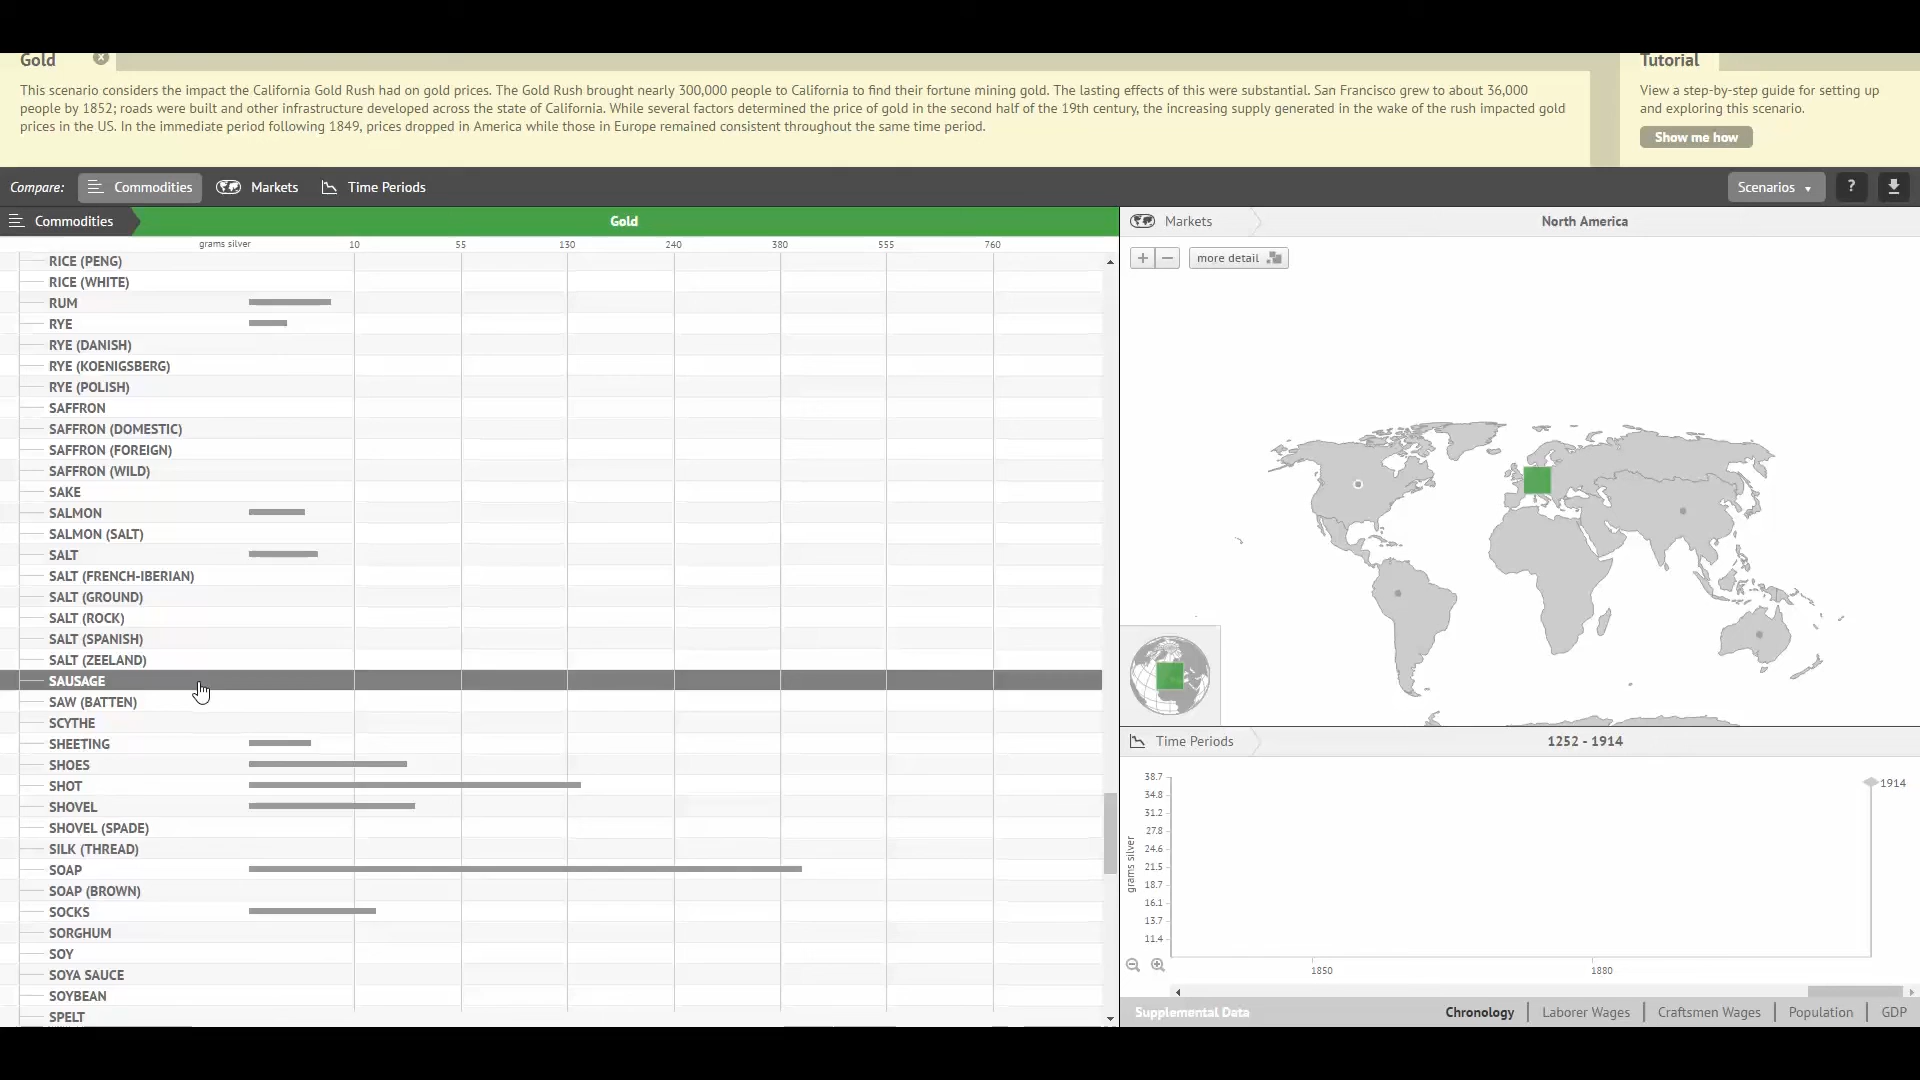 Gold
This scenario considers the impact the California Gold Rush had on gold prices. The Gold Rush brought nearly 300,000 people to California to find their fortune mining gold. The lasting effects of this were substantial. San Francisco grew to about 36,000
people by 1852; roads were built and other infrastructure developed across the state of California. While several factors determined the price of gold in the second half of the 19th century, the increasing supply generated in the wake of the rush impacted gold
prices in the US. In the immediate period following 1849, prices dropped in America while those in Europe remained consistent throughout the same time period.
Tutorial
View a step-by-step guide for setting up
and exploring this scenario.
Show me how
Compare: Commodities Markets Time Periods
Scenarios ?
Commodities Gold
grams silver 10 55 130 240 380 555 760
RICE (PENG)
RICE (WHITE)
RUM
RYE
RYE (DANISH)
RYE (KOENIGSBERG)
RYE (POLISH)
SAFFRON
SAFFRON (DOMESTIC)
SAFFRON (FOREIGN)
SAFFRON (WILD)
SAKE
SALMON
SALMON (SALT)
SALT
SALT (FRENCH-IBERIAN)
SALT (GROUND)
SALT (ROCK)
SALT (SPANISH)
SALT (ZEELAND)
SAUSAGE
SAW (BATTEN)
SCYTHE
SHEETING
SHOES
SHOT
SHOVEL
SHOVEL (SPADE)
SILK (THREAD)
SOAP
SOAP (BROWN)
SOCKS
SORGHUM
SOY
SOYA SAUCE
SOYBEAN
SPELT
Markets North America
+ − more detail
Time Periods 1252 - 1914
grams silver
38.7
34.8
31.2
27.8
24.6
21.5
18.7
16.1
13.7
11.4
1914
1850 1880
Supplemental Data Chronology Laborer Wages Craftsmen Wages Population GDP